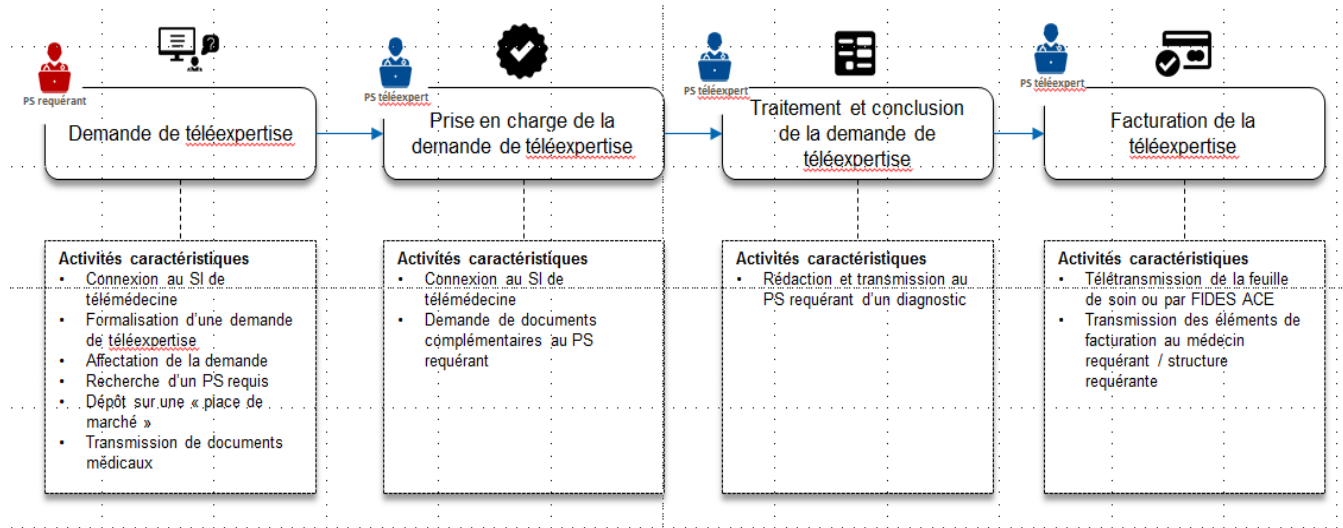 PS requérant
Demande de téléexpertise
Activités caractéristiques
• Connexion au SI de
télémédecine
• Formalisation d'une demande
de téléexpertise
• Affectation de la demande
• Recherche d'un PS requis
• Dépôt sur une « place de
marché »
• Transmission de documents
médicaux
PS téléexpert
Prise en charge de la
demande de téléexpertise
Activités caractéristiques
• Connexion au SI de
télémédecine
• Demande de documents
complémentaires au PS
requérant
PS téléexpert
Traitement et conclusion
de la demande de
téléexpertise
Activités caractéristiques
• Rédaction et transmission au
PS requérant d'un diagnostic
PS téléexpert
Facturation de la
téléexpertise
Activités caractéristiques
• Télétransmission de la feuille
de soin ou par FIDES ACE
• Transmission des éléments de
facturation au médecin
requérant / structure
requérante